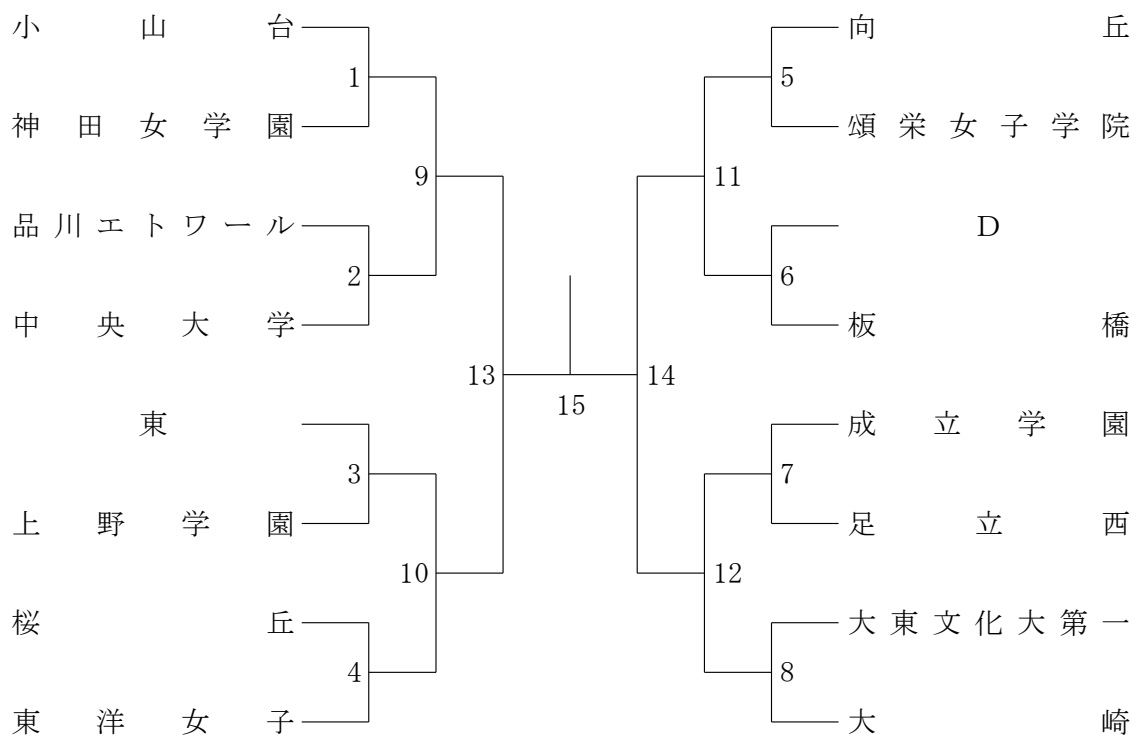 小山台
1
神田女学園
9
品川エトワール
2
中央大学
13
東
3
上野学園
10
桜丘
4
東洋女子
15
向丘
5
頌栄女子学院
11
D
6
板橋
14
成立学園
7
足立西
12
大東文化大第一
8
大崎